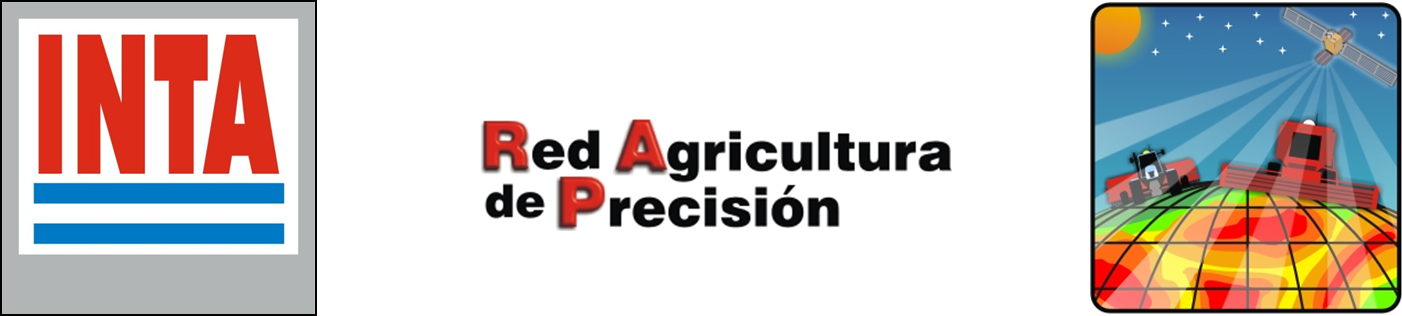 INTA
Red Agricultura
de Precisión